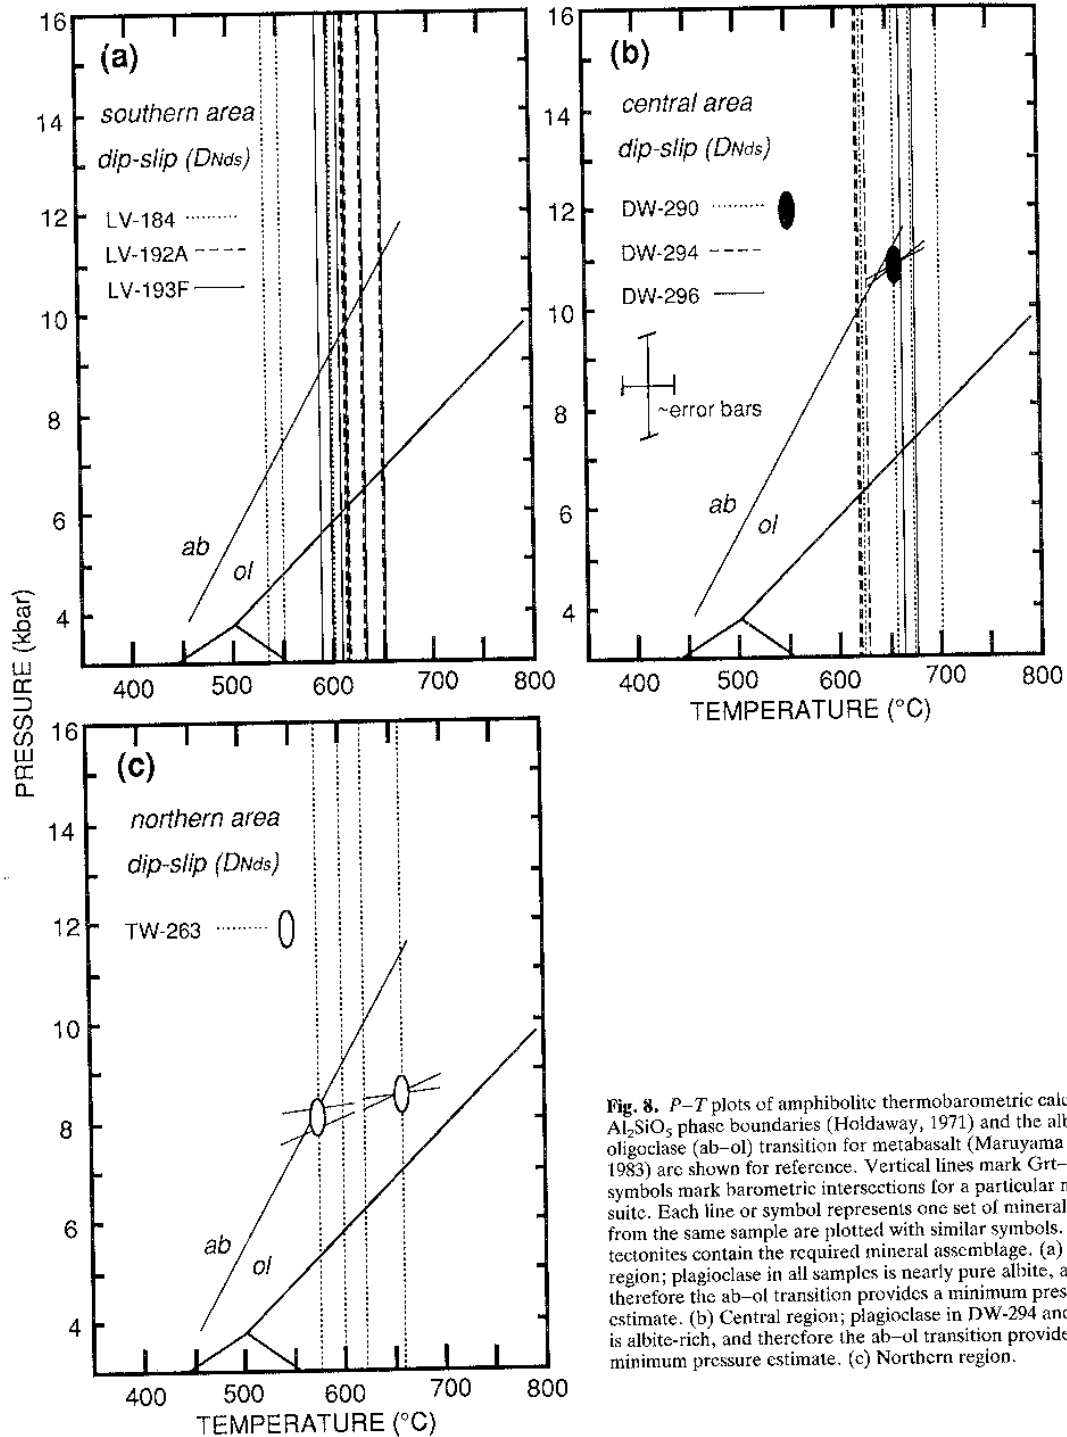 (a)
southern area
dip-slip (DNds)
LV-184
LV-192A
LV-193F
ab
ol
16
14
12
10
8
6
4
400 500 600 700 800
(b)
central area
dip-slip (DNds)
DW-290
DW-294
DW-296
~error bars
ab
ol
16
14
12
10
8
6
4
400 500 600 700 800
TEMPERATURE (°C)
PRESSURE (kbar)
(c)
northern area
dip-slip (DNds)
TW-263
ab
ol
16
14
12
10
8
6
4
400 500 600 700 800
TEMPERATURE (°C)
Fig. 8. P–T plots of amphibolite thermobarometric calc
Al₂SiO₅ phase boundaries (Holdaway, 1971) and the alb
oligoclase (ab–ol) transition for metabasalt (Maruyama
1983) are shown for reference. Vertical lines mark Grt–
symbols mark barometric intersections for a particular m
suite. Each line or symbol represents one set of mineral
from the same sample are plotted with similar symbols.
tectonites contain the required mineral assemblage. (a)
region; plagioclase in all samples is nearly pure albite, a
therefore the ab–ol transition provides a minimum pres
estimate. (b) Central region; plagioclase in DW-294 and
is albite-rich, and therefore the ab–ol transition provide
minimum pressure estimate. (c) Northern region.